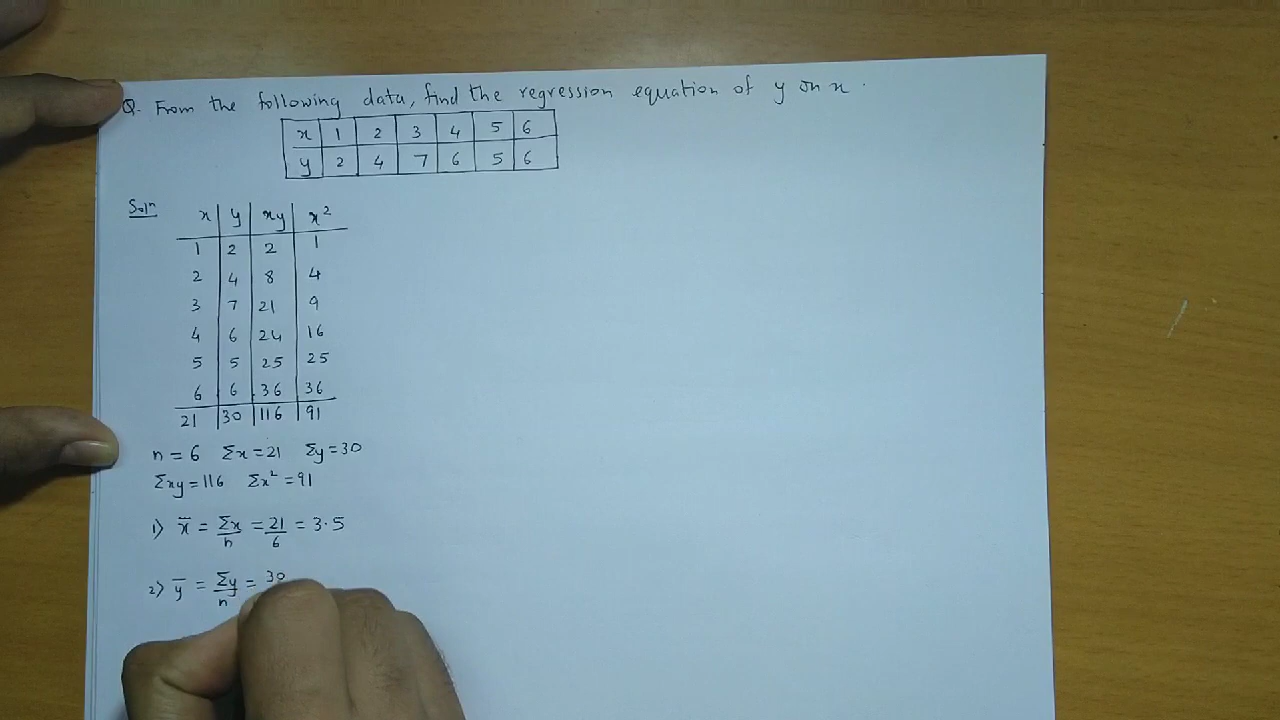 Q. From the following data, find the regression equation of y on x.
x 1 2 3 4 5 6
y 2 4 7 6 5 6
Solⁿ
x y xy x²
1 2 2 1
2 4 8 4
3 7 21 9
4 6 24 16
5 5 25 25
6 6 36 36
21 30 116 91
n = 6 Σx = 21 Σy = 30
Σxy = 116 Σx² = 91
1) x̄ = Σx/n = 21/6 = 3.5
2) ȳ = Σy/n = 30